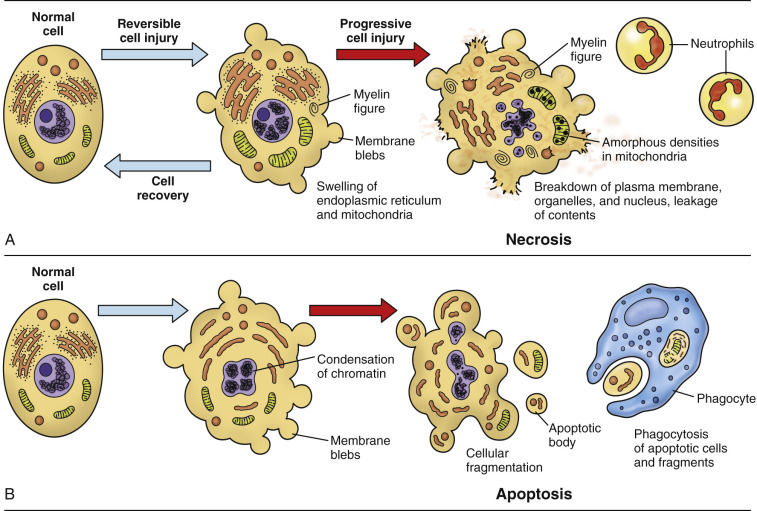 Normal
cell
Reversible
cell injury
Progressive
cell injury
Myelin
figure
Neutrophils
Myelin
figure
Membrane
blebs
Amorphous densities
in mitochondria
Cell
recovery
Swelling of
endoplasmic reticulum
and mitochondria
Breakdown of plasma membrane,
organelles, and nucleus, leakage
of contents
A
Necrosis
Normal
cell
Condensation
of chromatin
Membrane
blebs
Cellular
fragmentation
Apoptotic
body
Phagocyte
Phagocytosis
of apoptotic cells
and fragments
B
Apoptosis